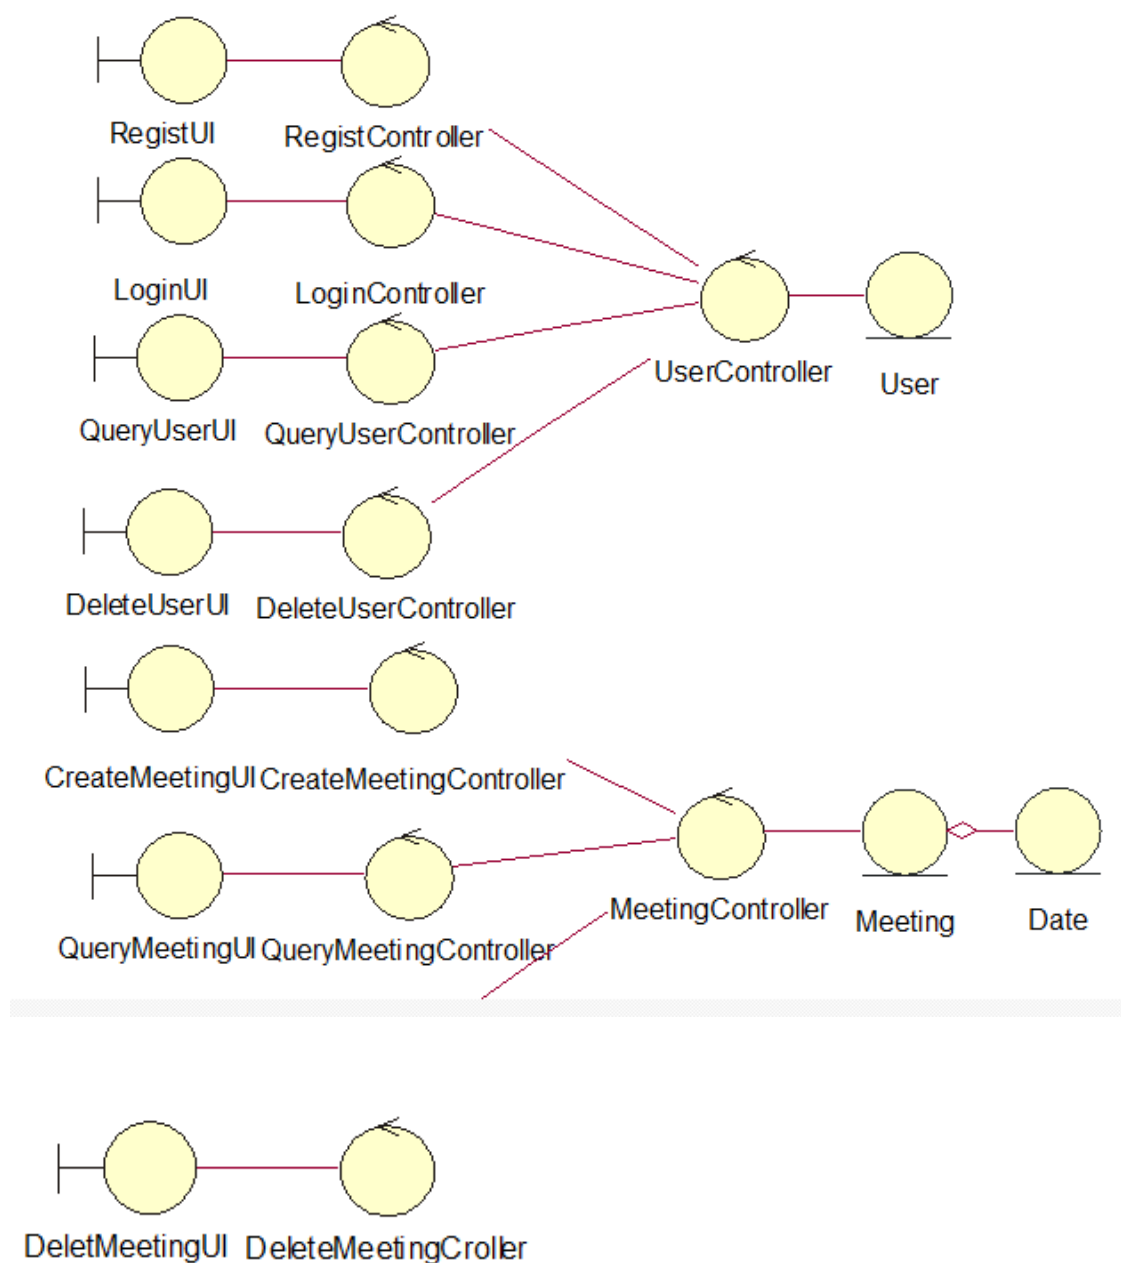 RegistUI RegistController
LoginUI LoginController
UserController User
QueryUserUI QueryUserController
DeleteUserUI DeleteUserController
CreateMeetingUI CreateMeetingController
MeetingController Meeting Date
QueryMeetingUI QueryMeetingController
DeletMeetingUI DeleteMeetingCroller